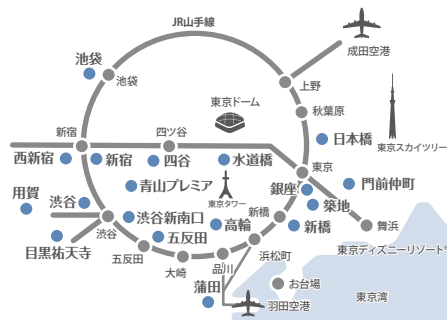 JR山手線
成田空港
池袋
池袋
上野
東京ドーム
秋葉原
新宿
四ツ谷
日本橋
東京スカイツリー
西新宿
新宿
四谷
水道橋
東京
青山プレミア
銀座
門前仲町
用賀
渋谷
東京タワー
築地
渋谷新南口
新橋
渋谷
高輪
新橋
舞浜
五反田
目黒祐天寺
浜松町
東京ディズニーリゾート®
五反田
品川
大崎
お台場
蒲田
羽田空港
東京湾